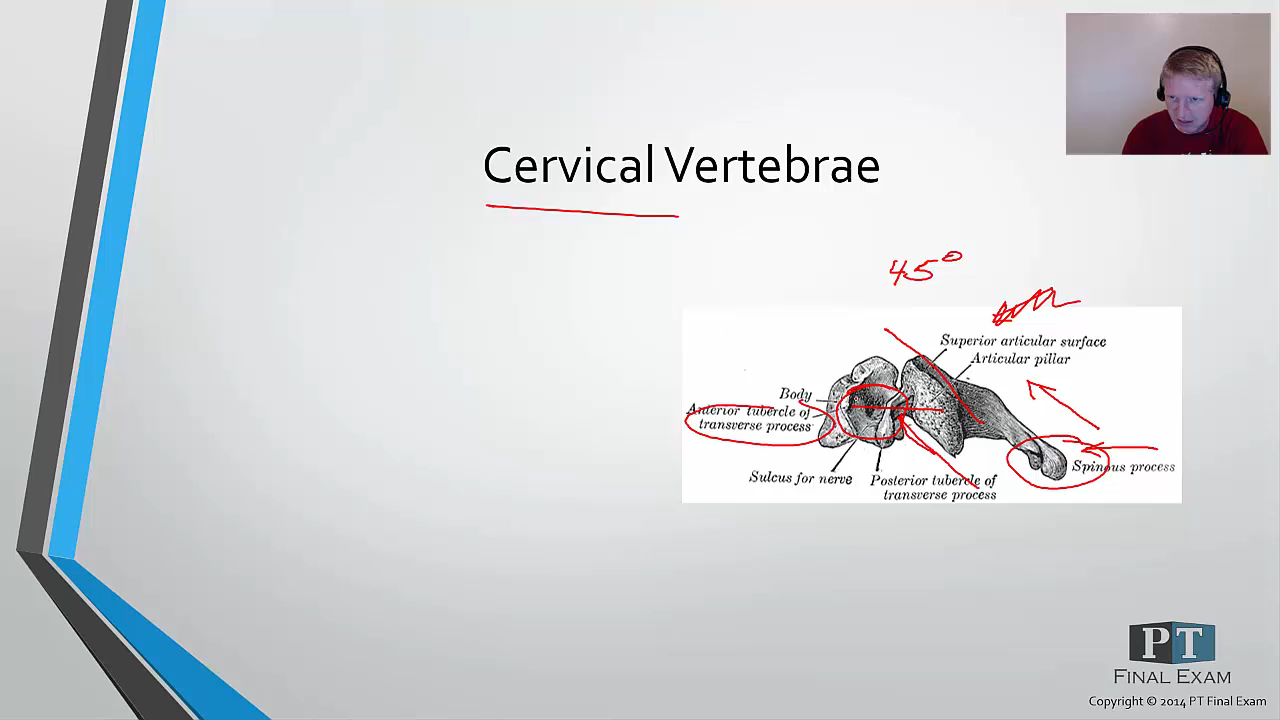 Cervical Vertebrae
45°
Superior articular surface
Articular pillar
Body
Anterior tubercle of
transverse process
Sulcus for nerve
Posterior tubercle of
transverse process
Spinous process
PT
FINAL EXAM
Copyright © 2014 PT Final Exam